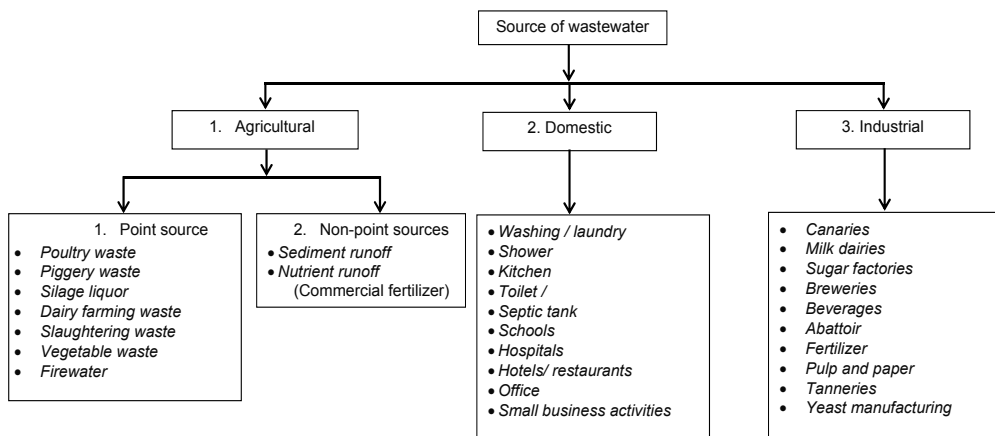 Source of wastewater
1. Agricultural
2. Domestic
3. Industrial
1. Point source
• Poultry waste
• Piggery waste
• Silage liquor
• Dairy farming waste
• Slaughtering waste
• Vegetable waste
• Firewater
2. Non-point sources
• Sediment runoff
• Nutrient runoff
(Commercial fertilizer)
• Washing / laundry
• Shower
• Kitchen
• Toilet /
• Septic tank
• Schools
• Hospitals
• Hotels/ restaurants
• Office
• Small business activities
• Canaries
• Milk dairies
• Sugar factories
• Breweries
• Beverages
• Abattoir
• Fertilizer
• Pulp and paper
• Tanneries
• Yeast manufacturing